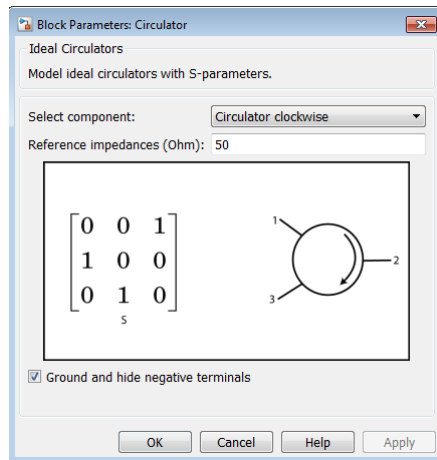 Block Parameters: Circulator
Ideal Circulators
Model ideal circulators with S-parameters.
Select component: Circulator clockwise
Reference impedances (Ohm): 50
0 0 1
1 0 0
0 1 0
S
1
2
3
Ground and hide negative terminals
OK Cancel Help Apply